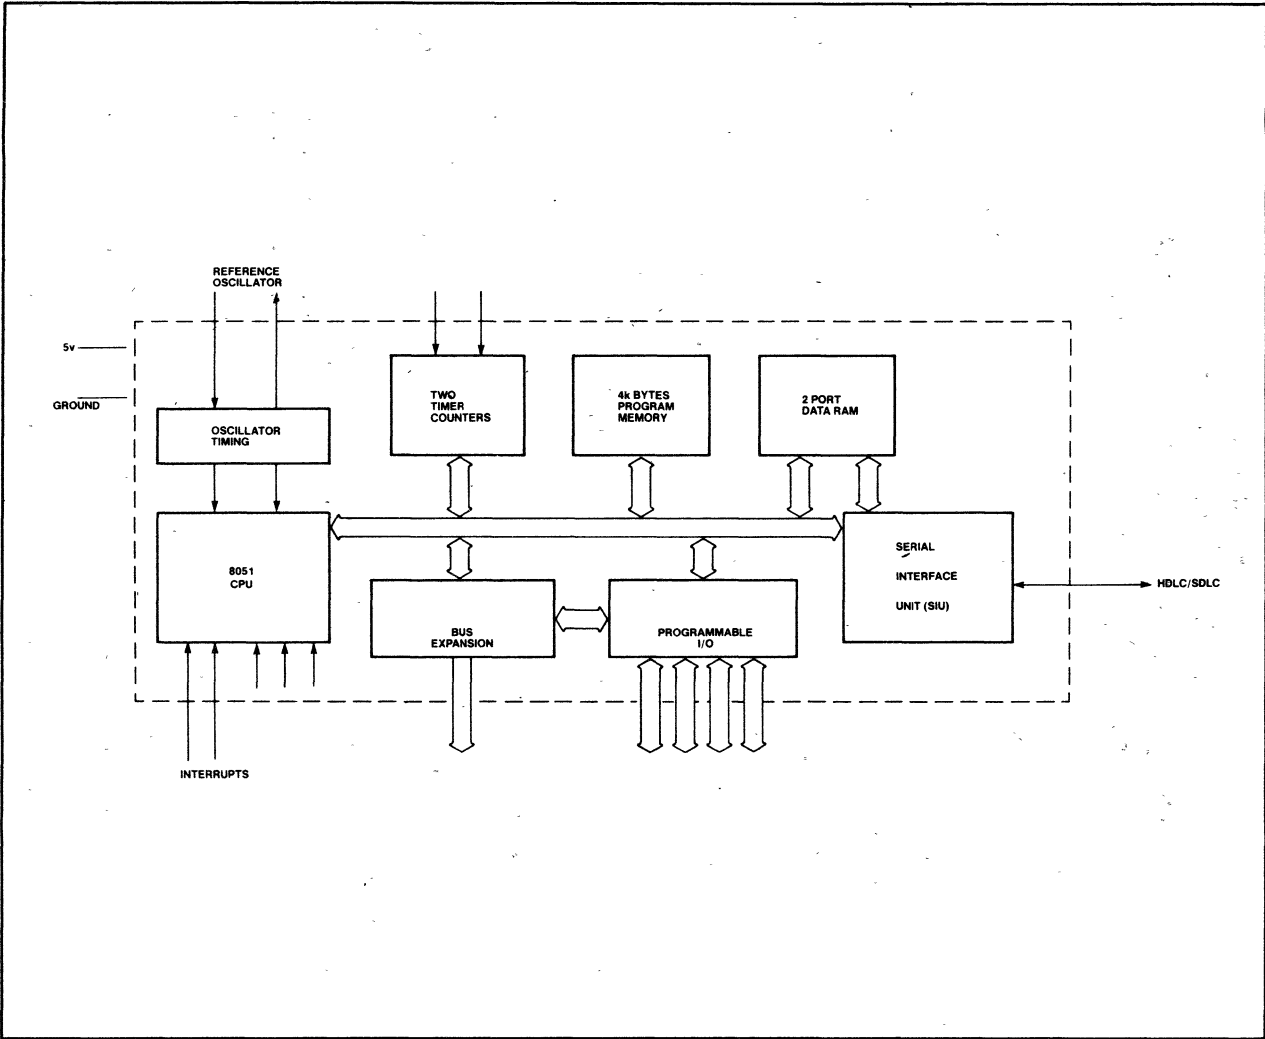 REFERENCE
OSCILLATOR
5v
GROUND
OSCILLATOR
TIMING
TWO
TIMER
COUNTERS
4k BYTES
PROGRAM
MEMORY
2 PORT
DATA RAM
8051
CPU
SERIAL
INTERFACE
UNIT (SIU)
HDLC/SDLC
BUS
EXPANSION
PROGRAMMABLE
I/O
INTERRUPTS